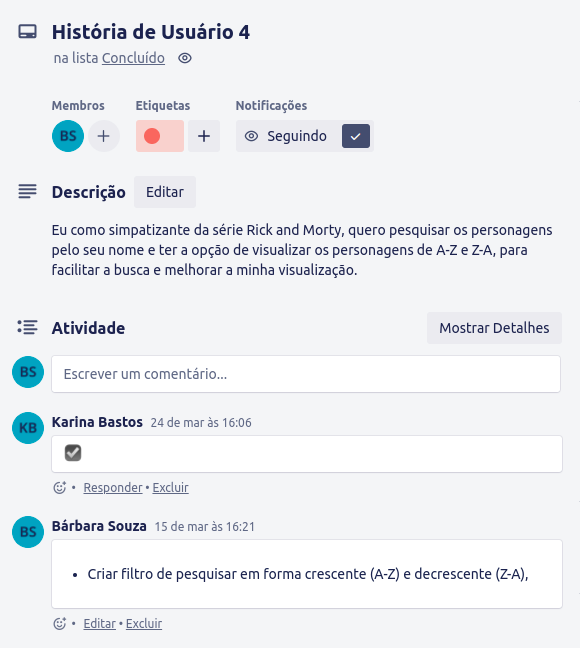 História de Usuário 4
na lista Concluído
Membros Etiquetas Notificações
BS + + Seguindo
Descrição Editar
Eu como simpatizante da série Rick and Morty, quero pesquisar os personagens
pelo seu nome e ter a opção de visualizar os personagens de A-Z e Z-A, para
facilitar a busca e melhorar a minha visualização.
Atividade Mostrar Detalhes
BS Escrever um comentário...
KB Karina Bastos 24 de mar às 16:06
• Responder • Excluir
BS Bárbara Souza 15 de mar às 16:21
• Criar filtro de pesquisar em forma crescente (A-Z) e decrescente (Z-A),
• Editar • Excluir